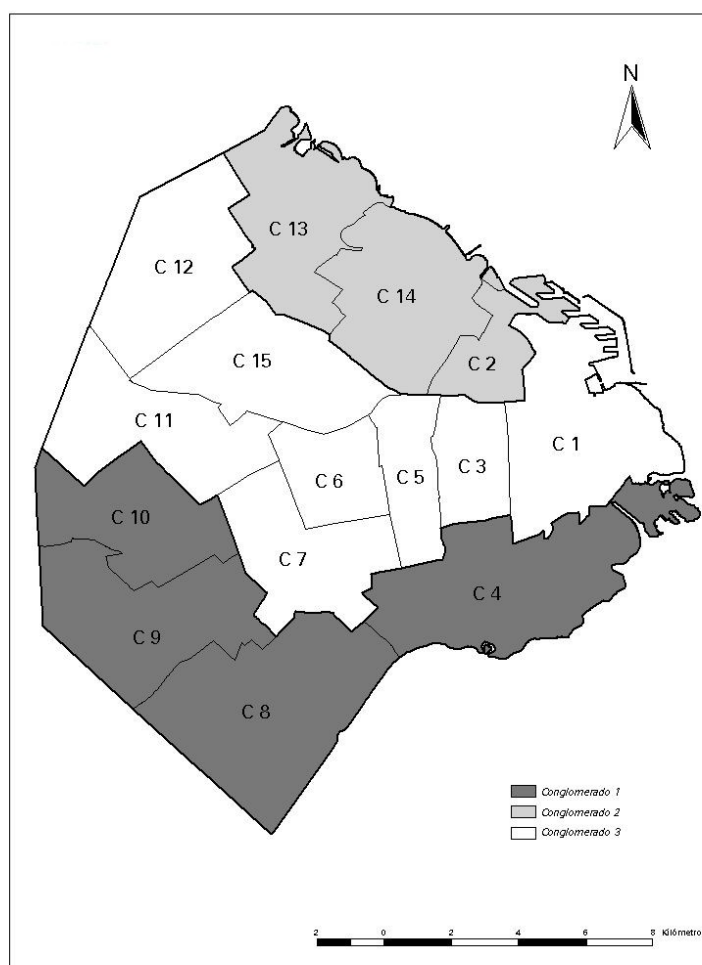 N
C 13
C 12
C 14
C 2
C 15
C 11
C 1
C 6
C 5
C 3
C 10
C 7
C 4
C 9
C 8
Conglomerado 1
Conglomerado 2
Conglomerado 3
2 0 2 4 6 8 Kilómetro